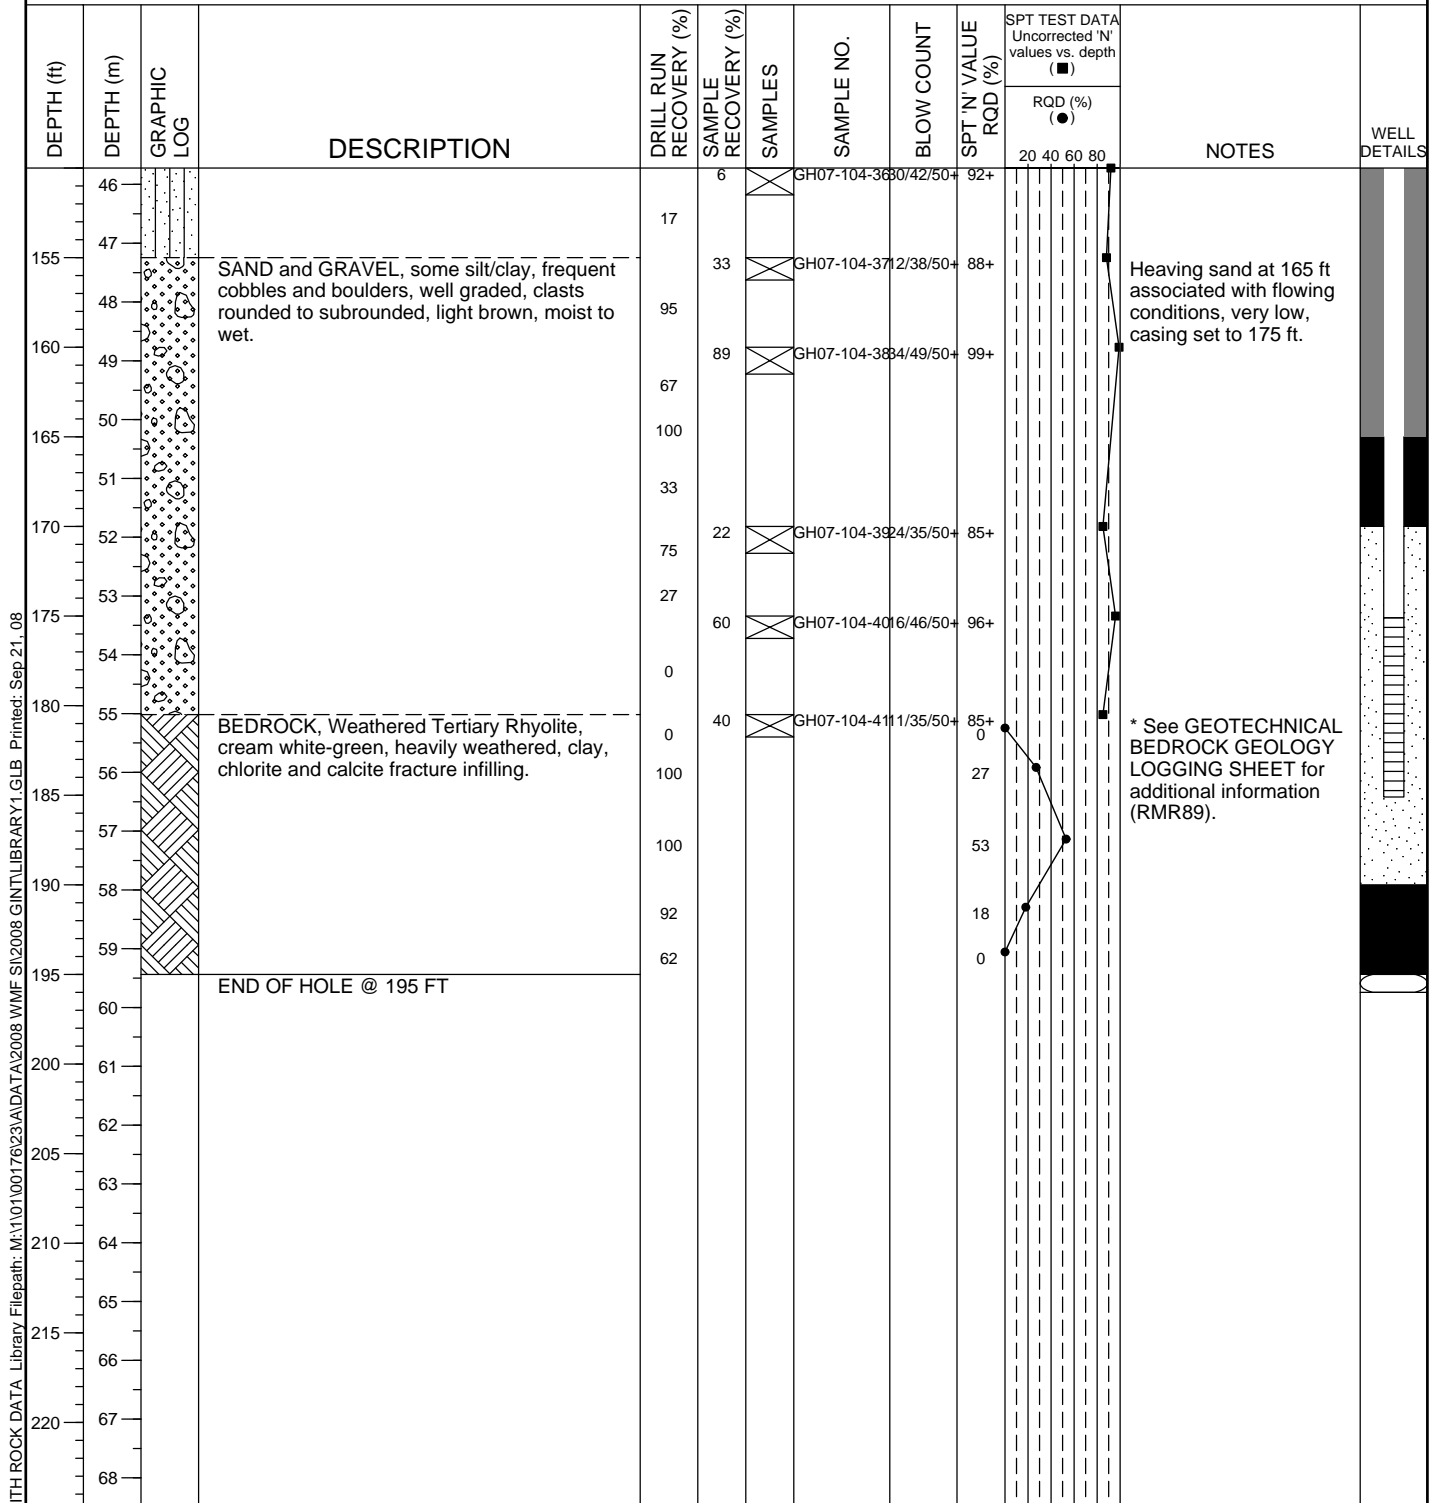 DEPTH (ft)
DEPTH (m)
GRAPHIC
LOG
DESCRIPTION
DRILL RUN
RECOVERY (%)
SAMPLE
RECOVERY (%)
SAMPLES
SAMPLE NO.
BLOW COUNT
SPT 'N' VALUE
RQD (%)
SPT TEST DATA
Uncorrected 'N'
values vs. depth
(■)
RQD (%)
(●)
20 40 60 80
NOTES
WELL
DETAILS
46
6 GH07-104-36 30/42/50+ 92+
17
47
155
SAND and GRAVEL, some silt/clay, frequent
cobbles and boulders, well graded, clasts
rounded to subrounded, light brown, moist to
wet.
33 GH07-104-37 12/38/50+ 88+
Heaving sand at 165 ft
associated with flowing
conditions, very low,
casing set to 175 ft.
48
95
160
49
89 GH07-104-38 34/49/50+ 99+
67
50
100
165
51
33
170
52
22 GH07-104-39 24/35/50+ 85+
75
53
27
175
60 GH07-104-40 16/46/50+ 96+
54
0
180
55
BEDROCK, Weathered Tertiary Rhyolite,
cream white-green, heavily weathered, clay,
chlorite and calcite fracture infilling.
40 GH07-104-41 11/35/50+ 85+
0 0
* See GEOTECHNICAL
BEDROCK GEOLOGY
LOGGING SHEET for
additional information
(RMR89).
56
100 27
185
57
100 53
190
58
92 18
59
62 0
195
END OF HOLE @ 195 FT
60
200
61
62
205
63
210
64
65
215
66
220
67
68
ITH ROCK DATA Library Filepath: M:\1\01\00176\23\A\DATA\2008 WMF SI\2008 GINT\LIBRARY1.GLB Printed: Sep 21, 08